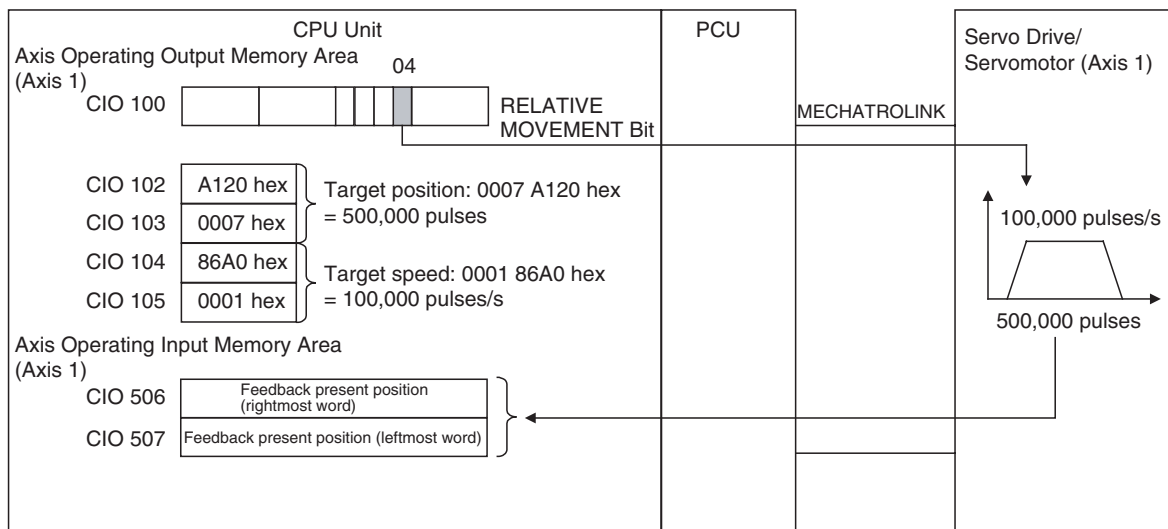 CPU Unit
PCU
Servo Drive/
Servomotor (Axis 1)
Axis Operating Output Memory Area
(Axis 1)
04
CIO 100
RELATIVE
MOVEMENT Bit
MECHATROLINK
CIO 102
A120 hex
CIO 103
0007 hex
Target position: 0007 A120 hex
= 500,000 pulses
CIO 104
86A0 hex
CIO 105
0001 hex
Target speed: 0001 86A0 hex
= 100,000 pulses/s
100,000 pulses/s
500,000 pulses
Axis Operating Input Memory Area
(Axis 1)
CIO 506
Feedback present position
(rightmost word)
CIO 507
Feedback present position (leftmost word)